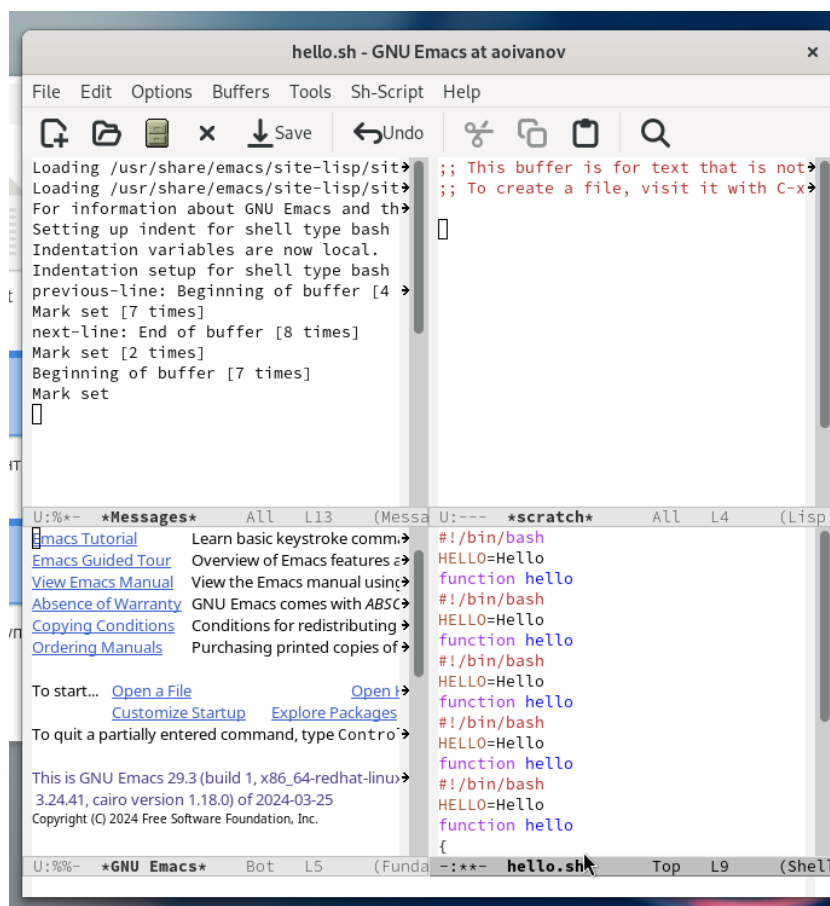 hello.sh - GNU Emacs at aoivanov
File Edit Options Buffers Tools Sh-Script Help
Save Undo
Loading /usr/share/emacs/site-lisp/sit
Loading /usr/share/emacs/site-lisp/sit
For information about GNU Emacs and th
Setting up indent for shell type bash
Indentation variables are now local.
Indentation setup for shell type bash
previous-line: Beginning of buffer [4
Mark set [7 times]
next-line: End of buffer [8 times]
Mark set [2 times]
Beginning of buffer [7 times]
Mark set
U:%*- *Messages* All L13 (Messa
;; This buffer is for text that is not
;; To create a file, visit it with C-x
U:--- *scratch* All L4 (Lisp
Emacs Tutorial Learn basic keystroke comm
Emacs Guided Tour Overview of Emacs features a
View Emacs Manual View the Emacs manual using
Absence of Warranty GNU Emacs comes with ABSO
Copying Conditions Conditions for redistributing
Ordering Manuals Purchasing printed copies of
To start... Open a File Open H
Customize Startup Explore Packages
To quit a partially entered command, type Contro
This is GNU Emacs 29.3 (build 1, x86_64-redhat-linux
3.24.41, cairo version 1.18.0) of 2024-03-25
Copyright (C) 2024 Free Software Foundation, Inc.
U:%%- *GNU Emacs* Bot L5 (Funda
#!/bin/bash
HELLO=Hello
function hello
#!/bin/bash
HELLO=Hello
function hello
#!/bin/bash
HELLO=Hello
function hello
#!/bin/bash
HELLO=Hello
function hello
#!/bin/bash
HELLO=Hello
function hello
{
-:**- hello.sh Top L9 (Shell